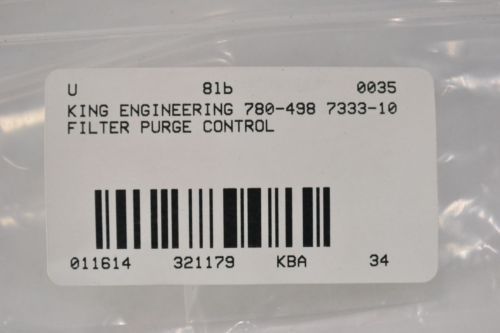 U 81b 0035
KING ENGINEERING 780-498 7333-10
FILTER PURGE CONTROL
011614 321179 KBA 34